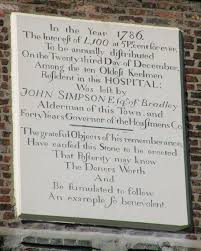 In the Year 1786.
The Interest of L,100 at 5 P.cent for ever,
To be annually distributed
On the Twenty third Day of December,
Among the ten Oldest Keelmen
Resident in this HOSPITAL;
Was left by
JOHN SIMPSON Esqr. of Bradley
Alderman of this Town; and
Forty Years Governor of the Hoastmens Co.
The grateful Objects of his remembrance,
Have caused this Stone to be erected
That Posterity may know
The Donors Worth
And
Be stimulated to follow
An example so benevolent.